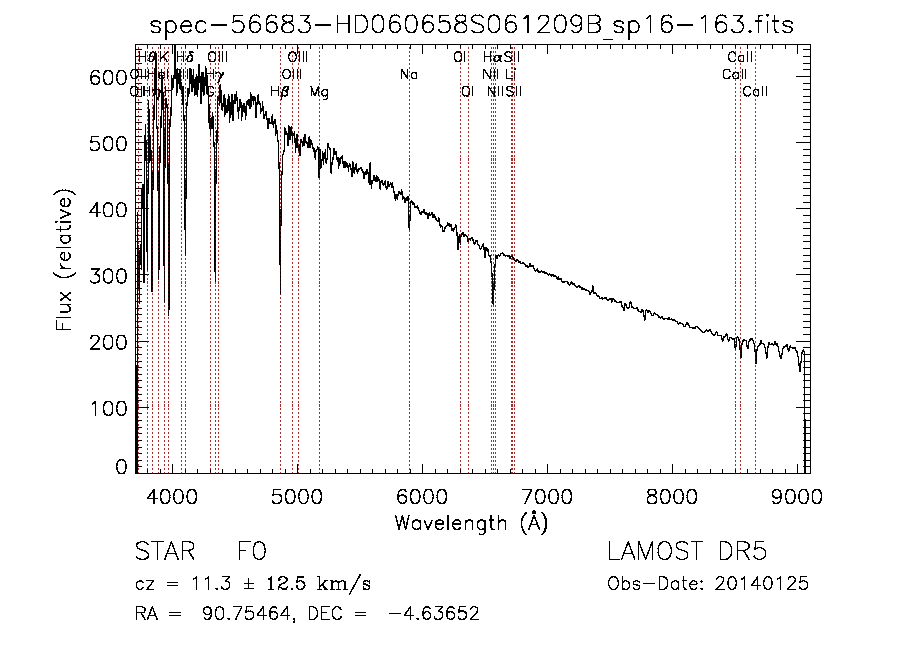 spec-56683-HD060658S061209B_sp16-163.fits
Hδ OIII OIII OI Hα SII CaII
Hγ OIII Na NII Li CaII
Hβ Mg OI NII SII CaII
600
500
400
300
200
100
0
Flux (relative)
4000 5000 6000 7000 8000 9000
Wavelength (Å)
STAR F0 LAMOST DR5
cz = 11.3 ± 12.5 km/s Obs-Date: 20140125
RA = 90.75464, DEC = -4.63652